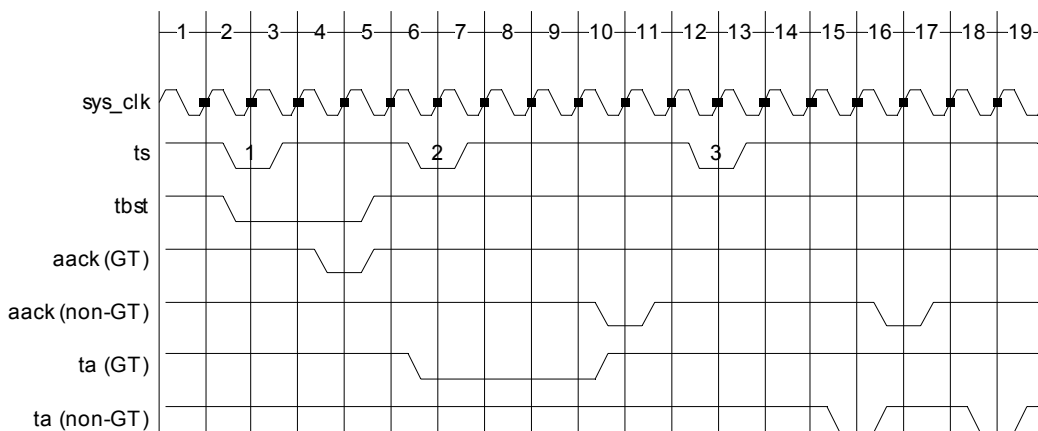 1 2 3 4 5 6 7 8 9 10 11 12 13 14 15 16 17 18 19
sys_clk
ts 1 2 3
tbst
aack (GT)
aack (non-GT)
ta (GT)
ta (non-GT)